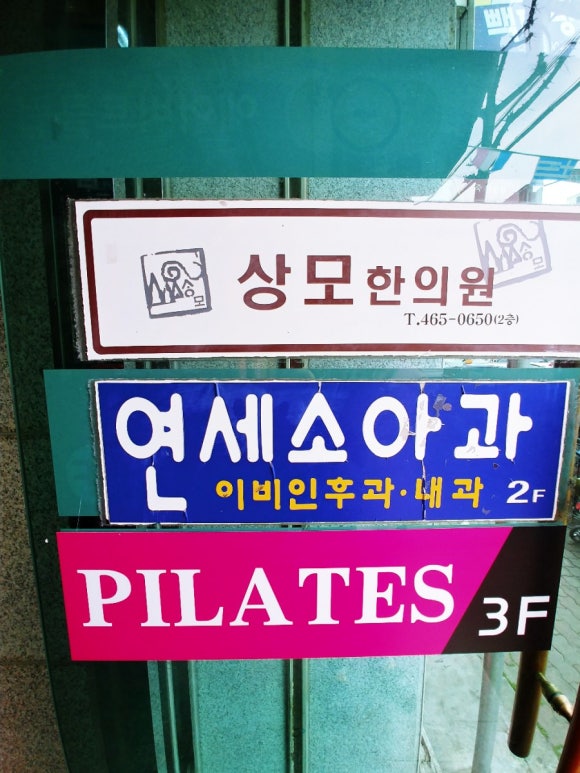 상모한의원
T.465-0650(2층)
연세소아과
이비인후과·내과 2F
PILATES 3F